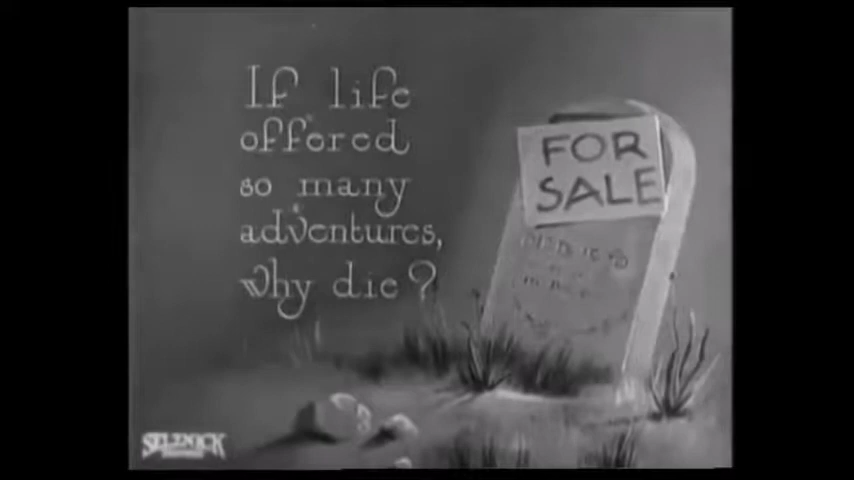 If life
offered
so many
adventures,
why die?
FOR
SALE
SELZNICK